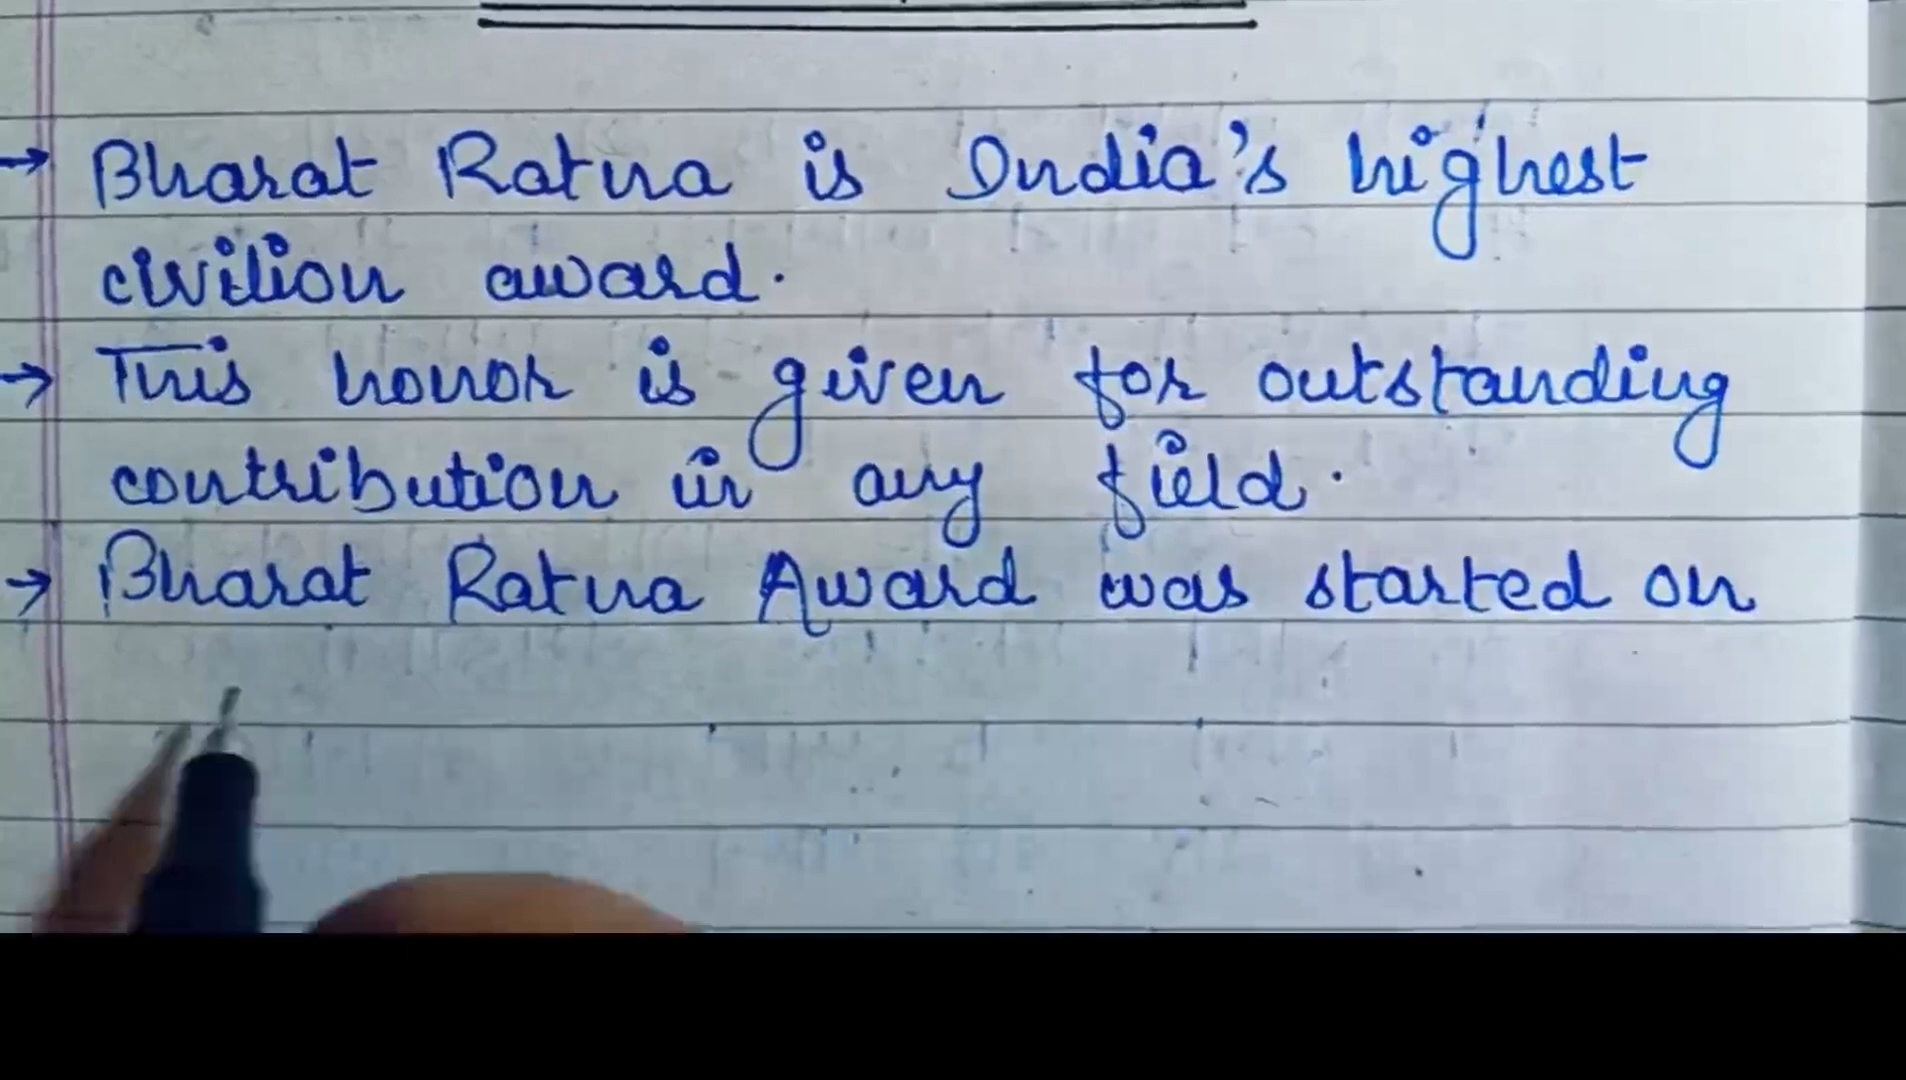 → Bharat Ratna is India's highest
civilion award.
→ This honor is given for outstanding
contribution in any field.
→ Bharat Ratna Award was started on